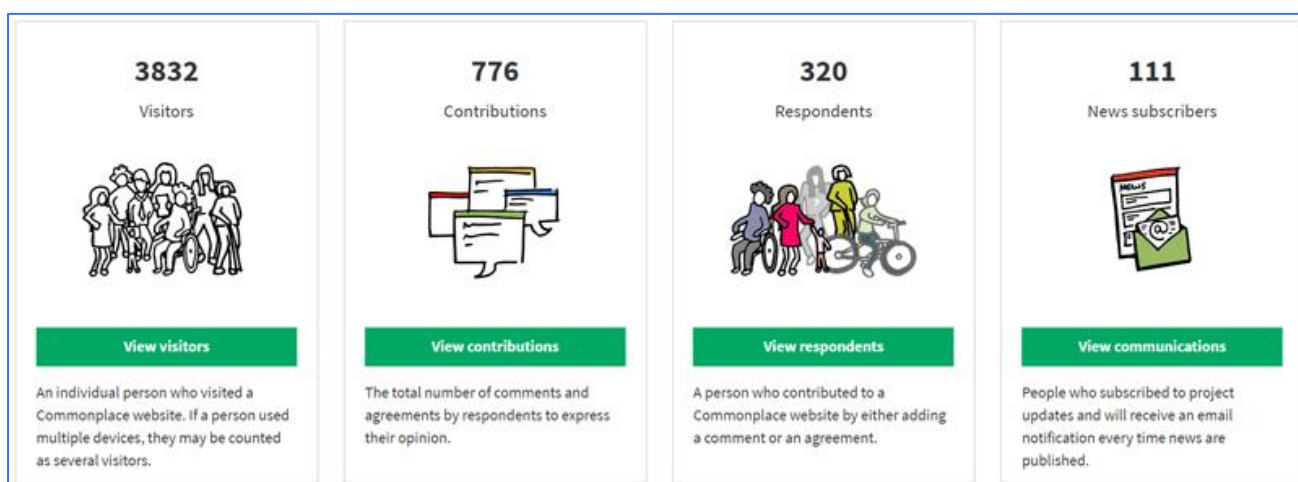 3832
Visitors
View visitors
An individual person who visited a
Commonplace website. If a person used
multiple devices, they may be counted
as several visitors.
776
Contributions
View contributions
The total number of comments and
agreements by respondents to express
their opinion.
320
Respondents
View respondents
A person who contributed to a
Commonplace website by either adding
a comment or an agreement.
111
News subscribers
NEWS
@
View communications
People who subscribed to project
updates and will receive an email
notification every time news are
published.